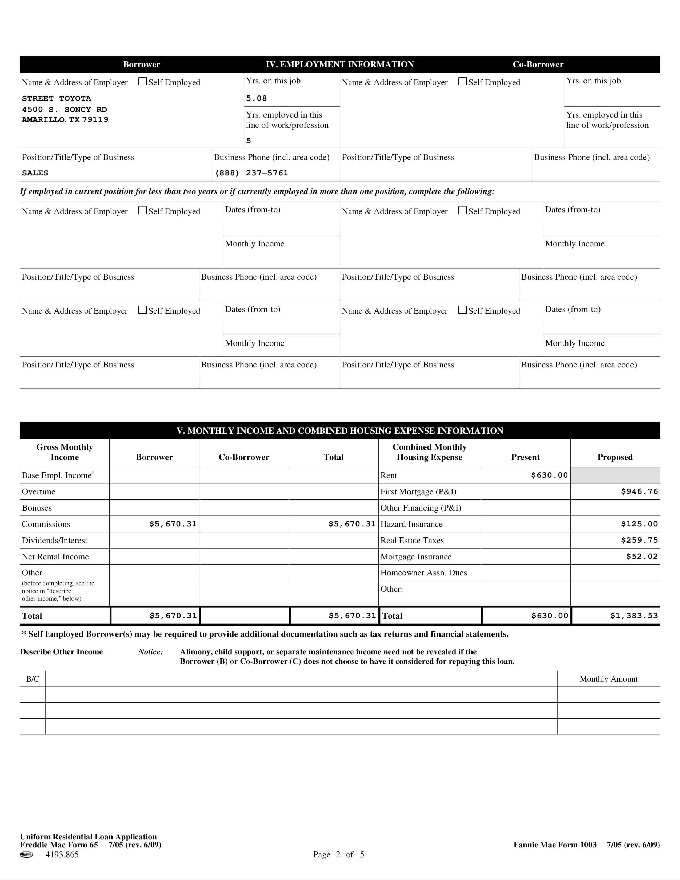 Borrower IV. EMPLOYMENT INFORMATION Co-Borrower
Name & Address of Employer ☐ Self Employed Yrs. on this job Name & Address of Employer ☐ Self Employed Yrs. on this job
STREET TOYOTA 5.08
4500 S. SONCY RD
AMARILLO, TX 79119
Yrs. employed in this line of work/profession Yrs. employed in this line of work/profession
5
Position/Title/Type of Business Business Phone (incl. area code) Position/Title/Type of Business Business Phone (incl. area code)
SALES (888) 237-5761
If employed in current position for less than two years or if currently employed in more than one position, complete the following:
Name & Address of Employer ☐ Self Employed Dates (from-to) Name & Address of Employer ☐ Self Employed Dates (from-to)
Monthly Income Monthly Income
Position/Title/Type of Business Business Phone (incl. area code) Position/Title/Type of Business Business Phone (incl. area code)
Name & Address of Employer ☐ Self Employed Dates (from-to) Name & Address of Employer ☐ Self Employed Dates (from-to)
Monthly Income Monthly Income
Position/Title/Type of Business Business Phone (incl. area code) Position/Title/Type of Business Business Phone (incl. area code)
V. MONTHLY INCOME AND COMBINED HOUSING EXPENSE INFORMATION
Gross Monthly Income Borrower Co-Borrower Total Combined Monthly Housing Expense Present Proposed
Base Empl. Income* Rent $630.00
Overtime First Mortgage (P&I) $946.76
Bonuses Other Financing (P&I)
Commissions $5,670.31 $5,670.31 Hazard Insurance $125.00
Dividends/Interest Real Estate Taxes $259.75
Net Rental Income Mortgage Insurance $52.02
Other Homeowner Assn. Dues
(before completing, see the
notice in "describe Other:
other income," below)
Total $5,670.31 $5,670.31 Total $630.00 $1,383.53
* Self Employed Borrower(s) may be required to provide additional documentation such as tax returns and financial statements.
Describe Other Income Notice: Alimony, child support, or separate maintenance income need not be revealed if the
Borrower (B) or Co-Borrower (C) does not choose to have it considered for repaying this loan.
B/C Monthly Amount
Uniform Residential Loan Application
Freddie Mac Form 65 7/05 (rev. 6/09) Fannie Mae Form 1003 7/05 (rev. 6/09)
4193.865 Page 2 of 5